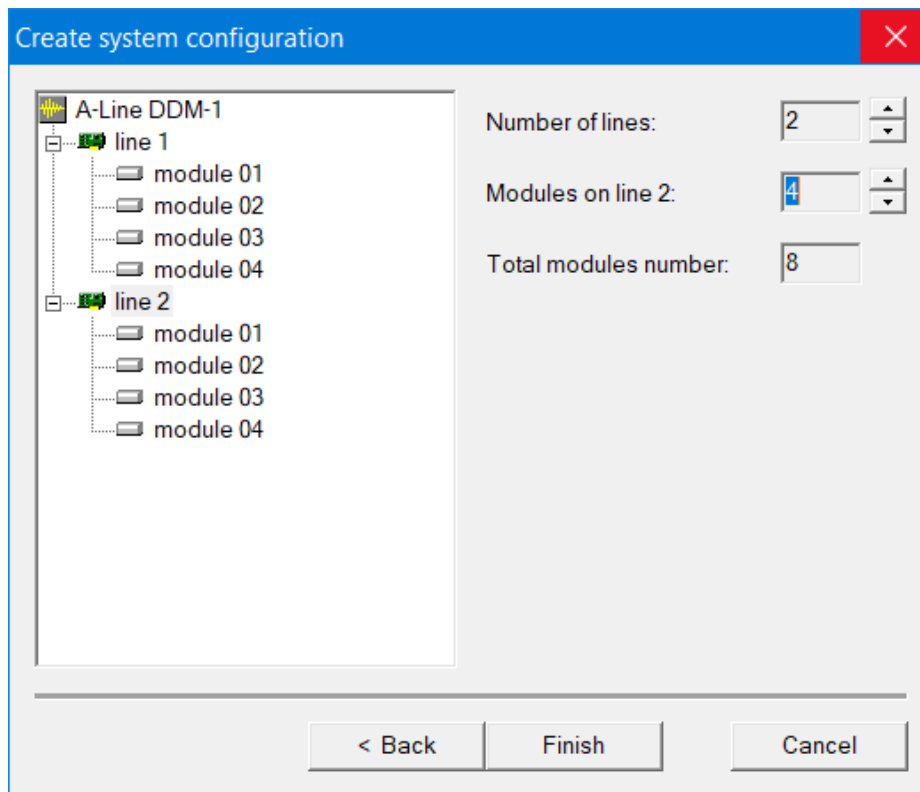 Create system configuration
A-Line DDM-1
line 1
module 01
module 02
module 03
module 04
line 2
module 01
module 02
module 03
module 04
Number of lines: 2
Modules on line 2: 4
Total modules number: 8
< Back
Finish
Cancel